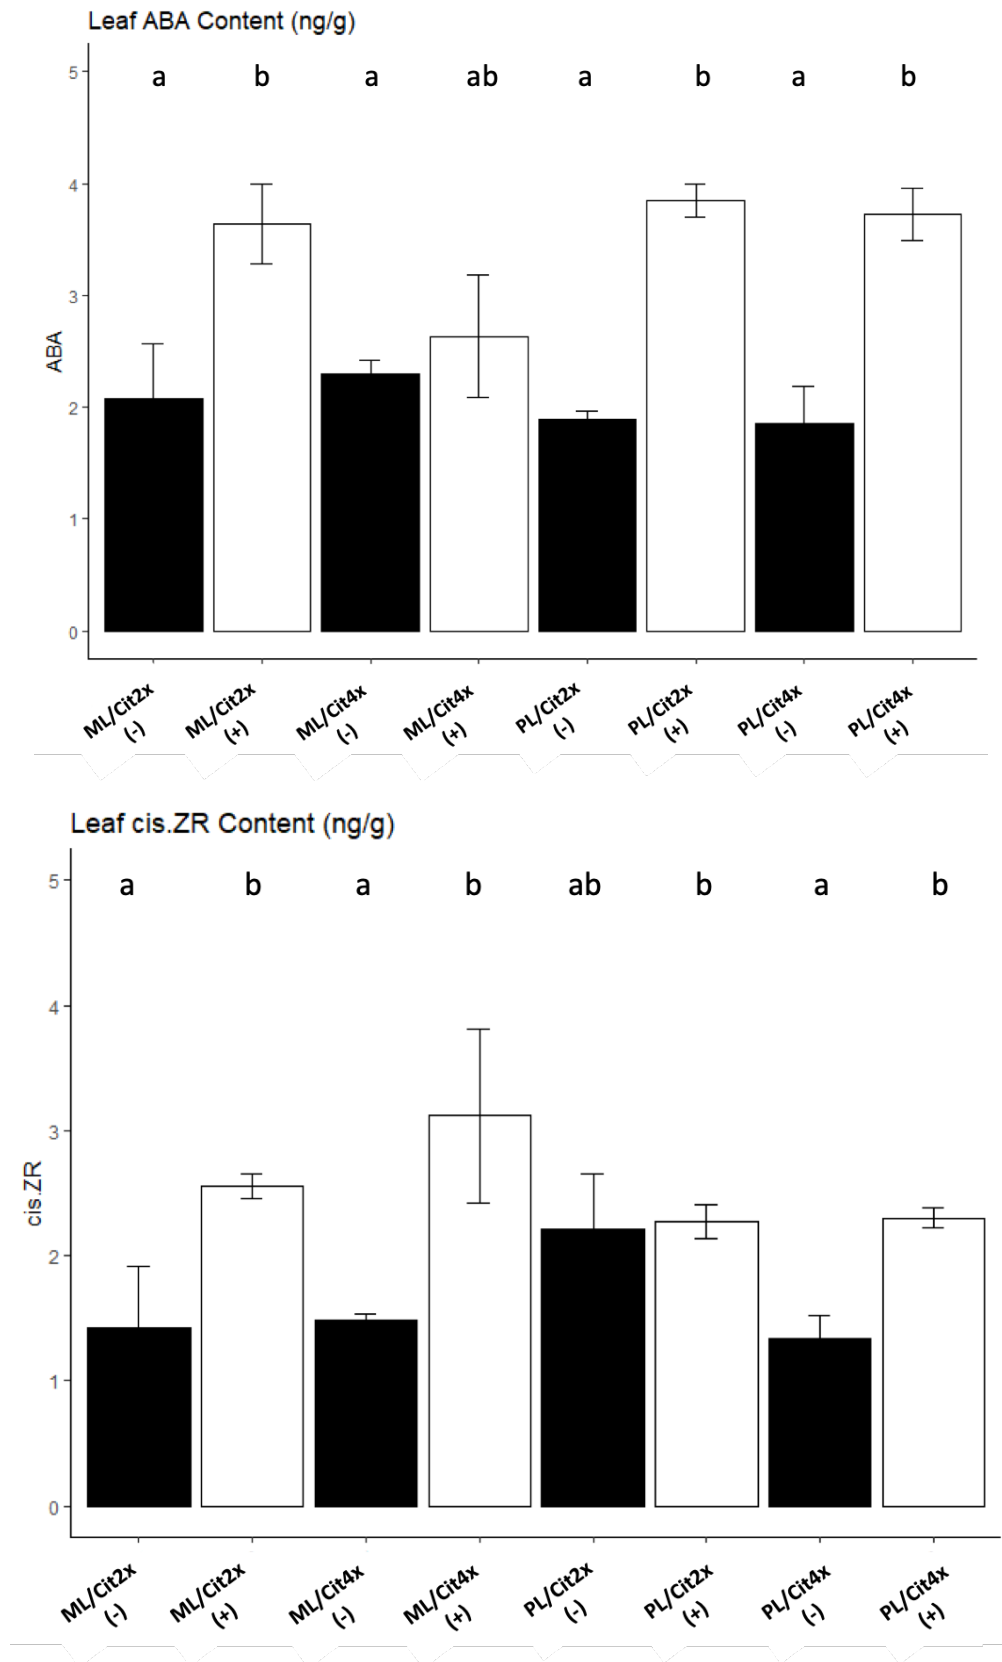 Leaf ABA Content (ng/g)
a b a ab a b a b
5
4
3
2
1
0
ABA
ML/Cit2x (-)
ML/Cit2x (+)
ML/Cit4x (-)
ML/Cit4x (+)
PL/Cit2x (-)
PL/Cit2x (+)
PL/Cit4x (-)
PL/Cit4x (+)
Leaf cis.ZR Content (ng/g)
a b a b ab b a b
5
4
3
2
1
0
cis.ZR
ML/Cit2x (-)
ML/Cit2x (+)
ML/Cit4x (-)
ML/Cit4x (+)
PL/Cit2x (-)
PL/Cit2x (+)
PL/Cit4x (-)
PL/Cit4x (+)